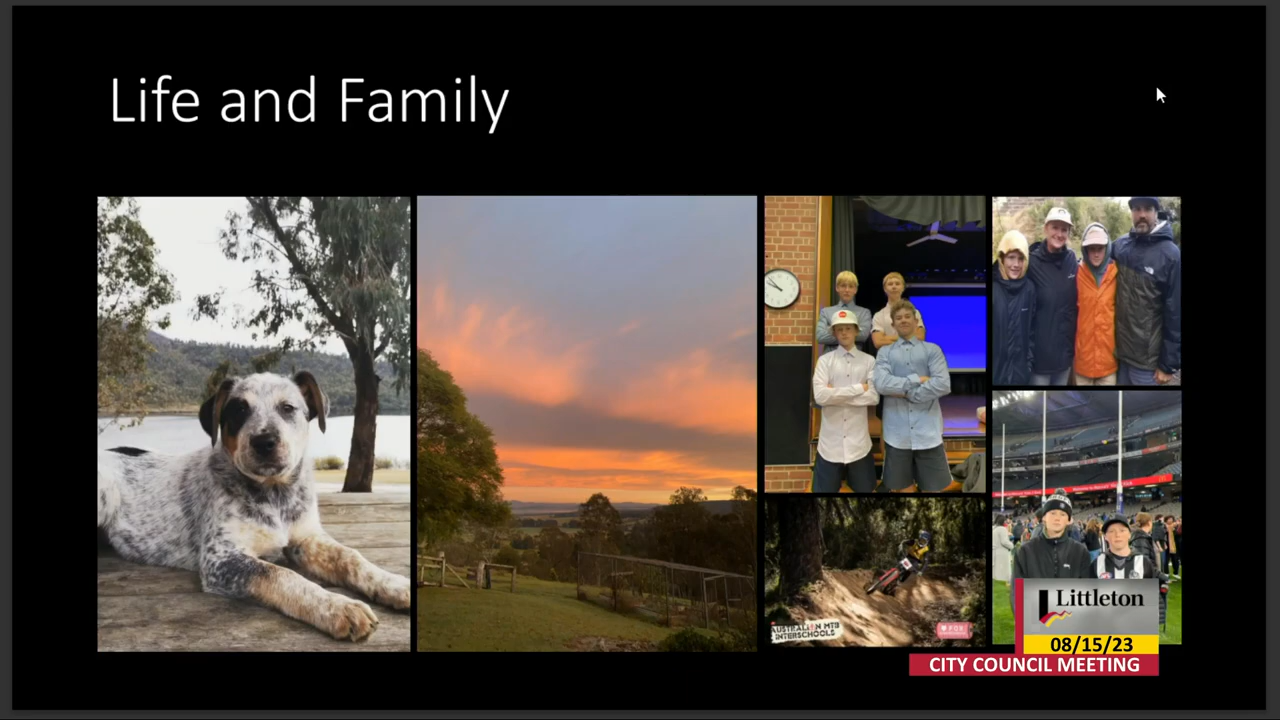 Life and Family
AUSTRALIAN MTB
INTERSCHOOLS
Littleton
08/15/23
CITY COUNCIL MEETING